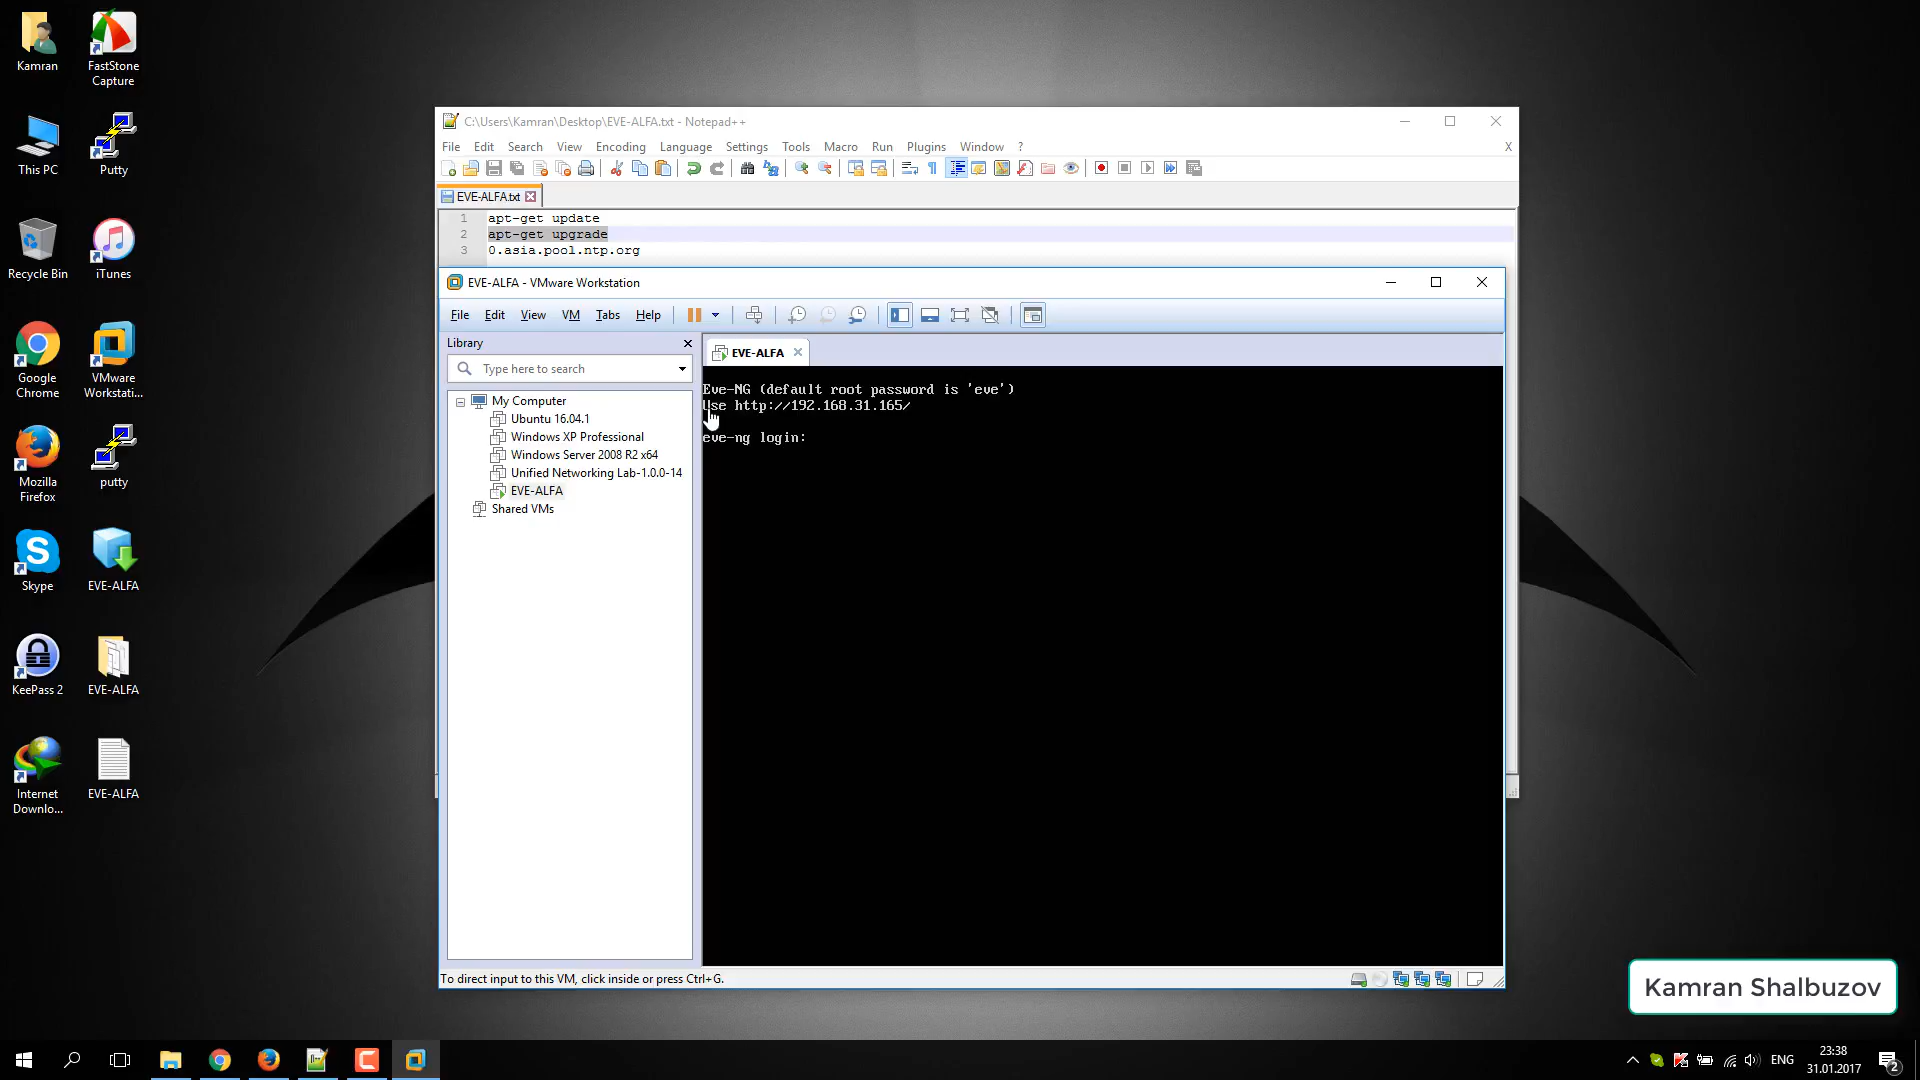 Kamran
FastStone
Capture
This PC
Putty
Recycle Bin
iTunes
Google
Chrome
VMware
Workstati...
Mozilla
Firefox
putty
Skype
EVE-ALFA
KeePass 2
EVE-ALFA
Internet
Downlo...
EVE-ALFA
C:\Users\Kamran\Desktop\EVE-ALFA.txt - Notepad++
File Edit Search View Encoding Language Settings Tools Macro Run Plugins Window ? X
EVE-ALFA.txt
1 apt-get update
2 apt-get upgrade
3 0.asia.pool.ntp.org
EVE-ALFA - VMware Workstation
File Edit View VM Tabs Help
Library
Type here to search
My Computer
Ubuntu 16.04.1
Windows XP Professional
Windows Server 2008 R2 x64
Unified Networking Lab-1.0.0-14
EVE-ALFA
Shared VMs
EVE-ALFA
Eve-NG (default root password is 'eve')
Use http://192.168.31.165/
eve-ng login:
To direct input to this VM, click inside or press Ctrl+G.
Kamran Shalbuzov
ENG
23:38
31.01.2017
2